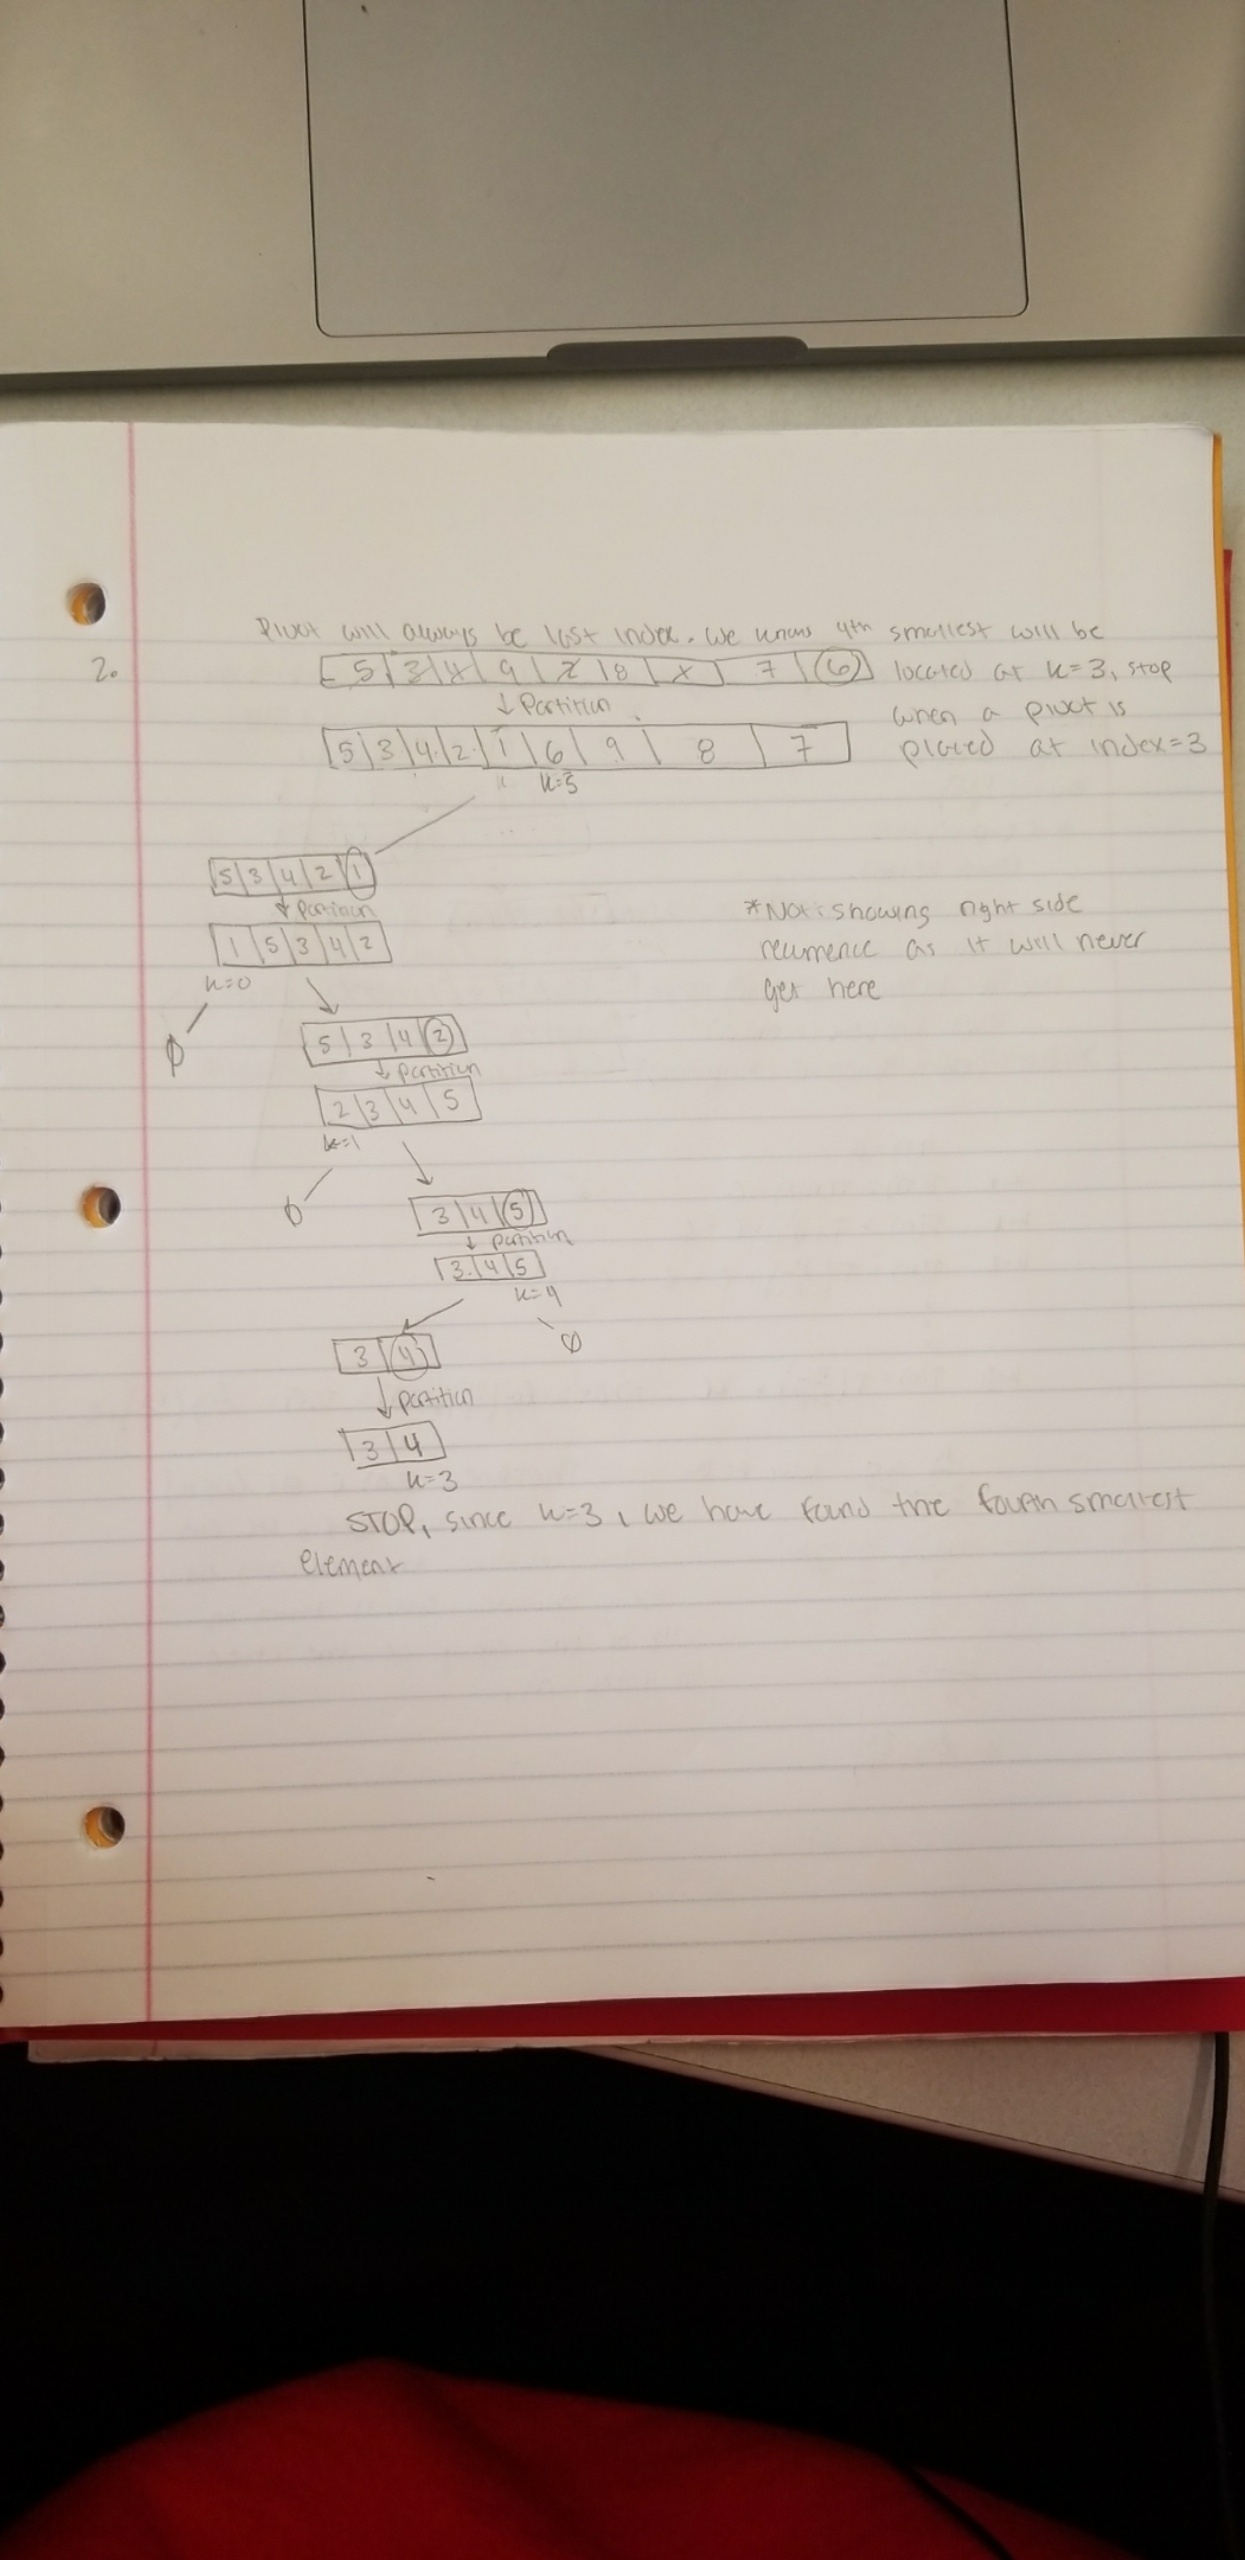 Pivot will always be last index. We know 4th smallest will be
2. 5 3 4 9 2 8 1 7 6 located at k=3, stop
↓ Partition when a pivot is
5 3 4 2 1 6 9 8 7 placed at index=3
k=5
5 3 4 2 1
↓ Partition
*Not showing right side
1 5 3 4 2 recurrence as it will never
k=0 get here
∅
5 3 4 2
↓ partition
2 3 4 5
k=1
∅
3 4 5
↓ partition
3 4 5
k=4
∅
3 4
↓ partition
3 4
k=3
STOP, since k=3, we have found the fourth smallest
element